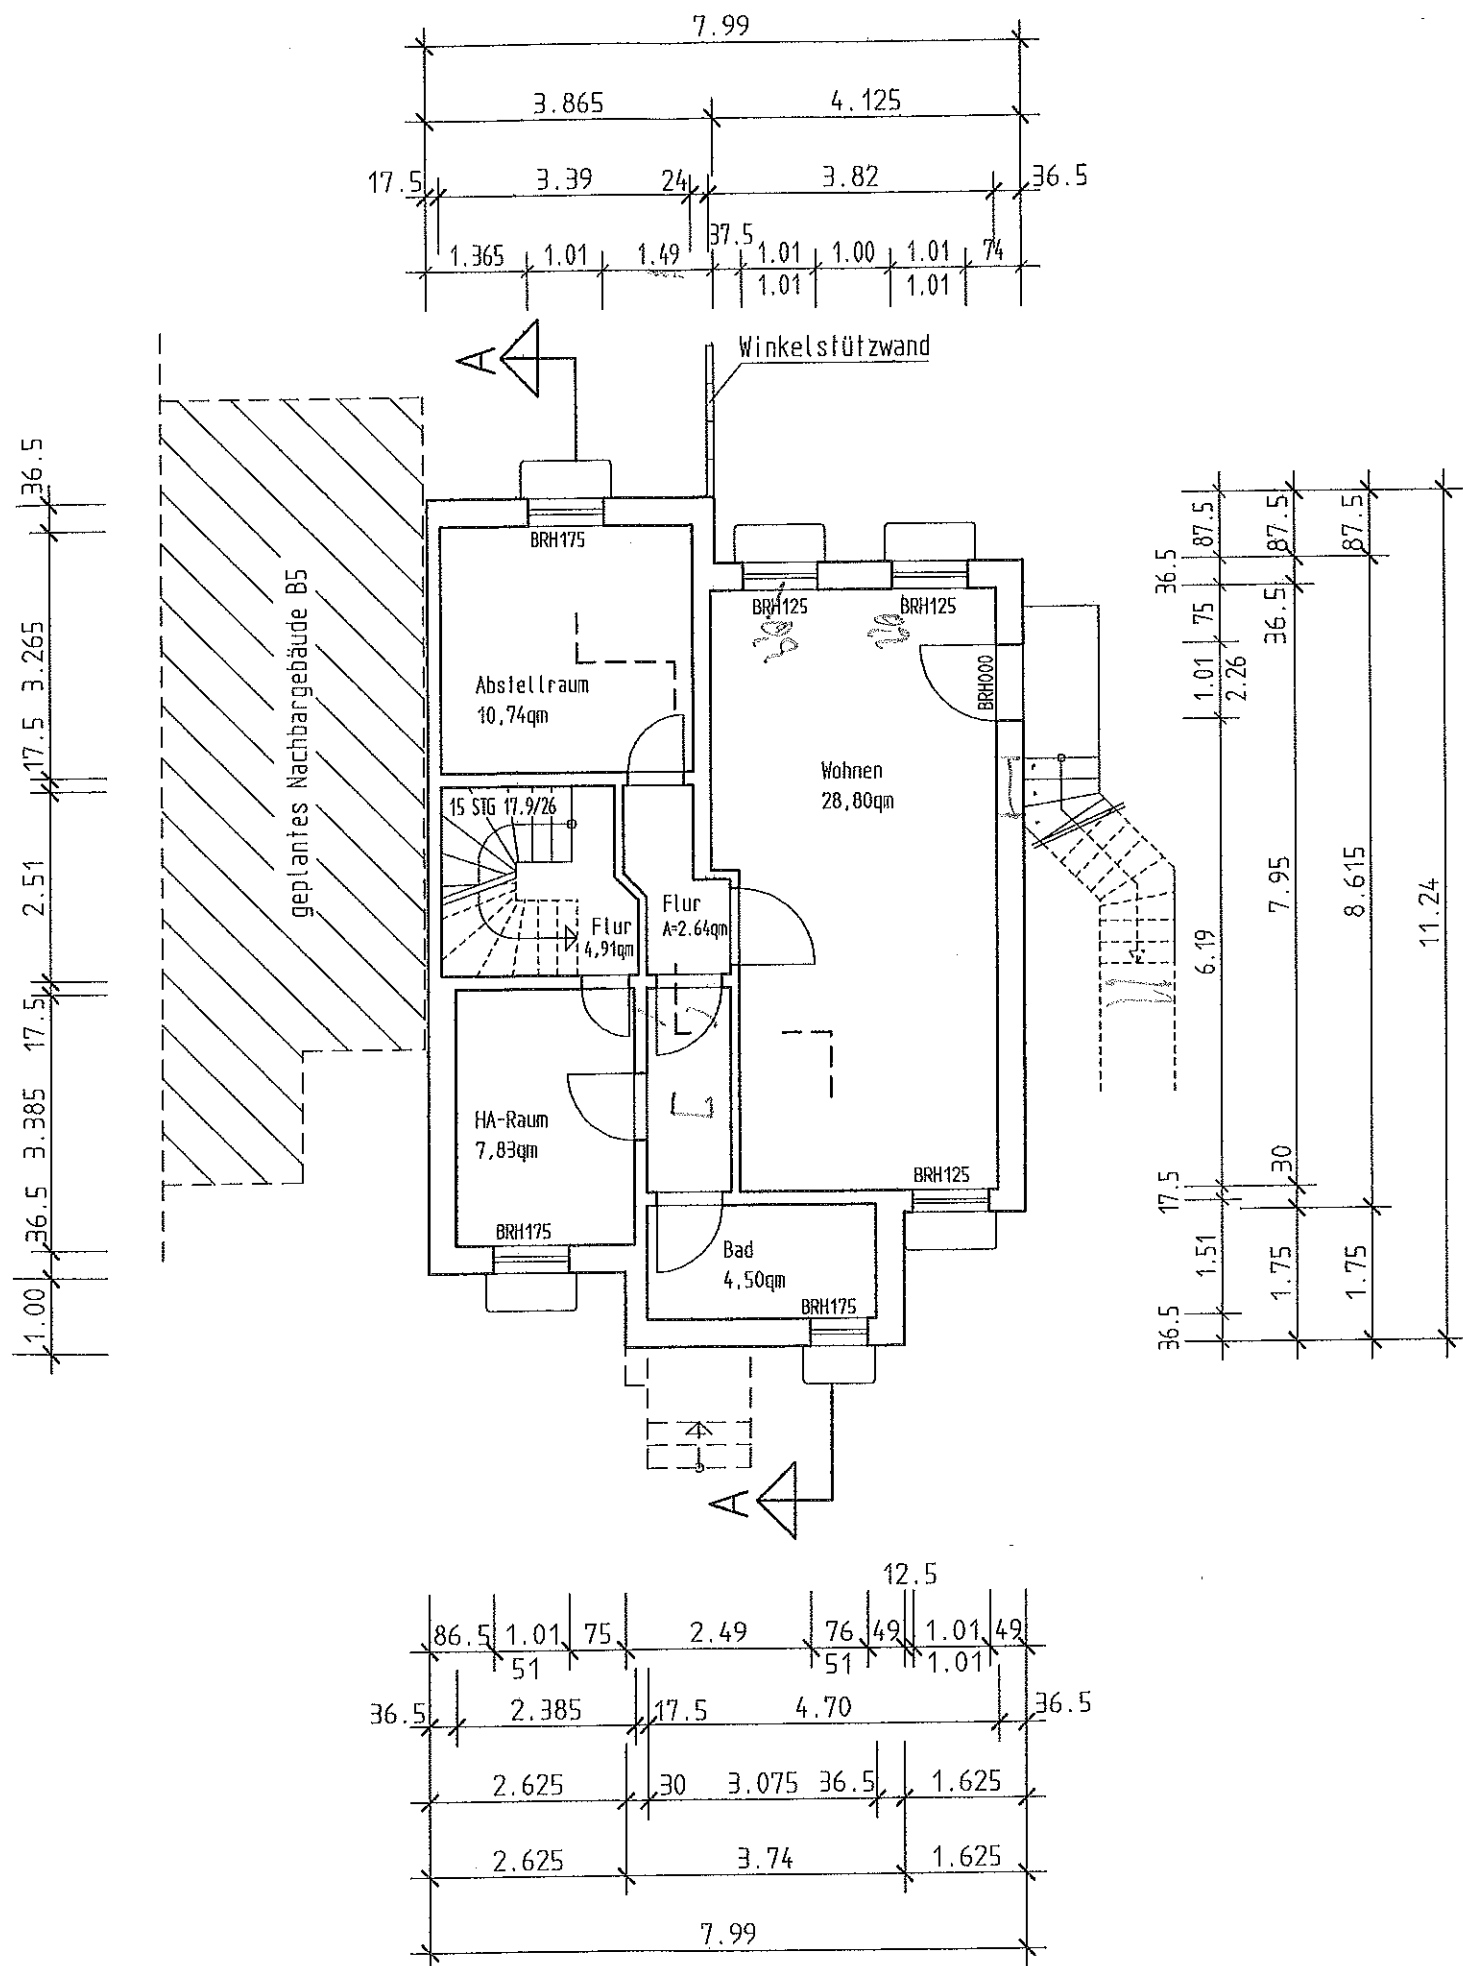 7.99
3.865 4.125
17.5 3.39 24 3.82 36.5
37.5
1.365 1.01 1.49 1.01 1.00 1.01 74
1.01 1.01
A
Winkelstützwand
geplantes Nachbargebäude B5
36.5
3.265
17.5
2.51
17.5
3.385
36.5
1.00
BRH175
BRH125
BRH125
BRH000
Abstellraum
10,74qm
Wohnen
28,80qm
15 STG 17.9/26
Flur
4,91qm
Flur
A=2.64qm
HA-Raum
7,83qm
BRH175
BRH125
Bad
4,50qm
BRH175
A
87.5
36.5
75
1.01
2.26
6.19
17.5
1.51
36.5
87.5
36.5
7.95
30
1.75
87.5
8.615
1.75
11.24
12.5
86.5 1.01 75 2.49 76 49 1.01 49
51 51 1.01
36.5 2.385 17.5 4.70 36.5
2.625 30 3.075 36.5 1.625
2.625 3.74 1.625
7.99